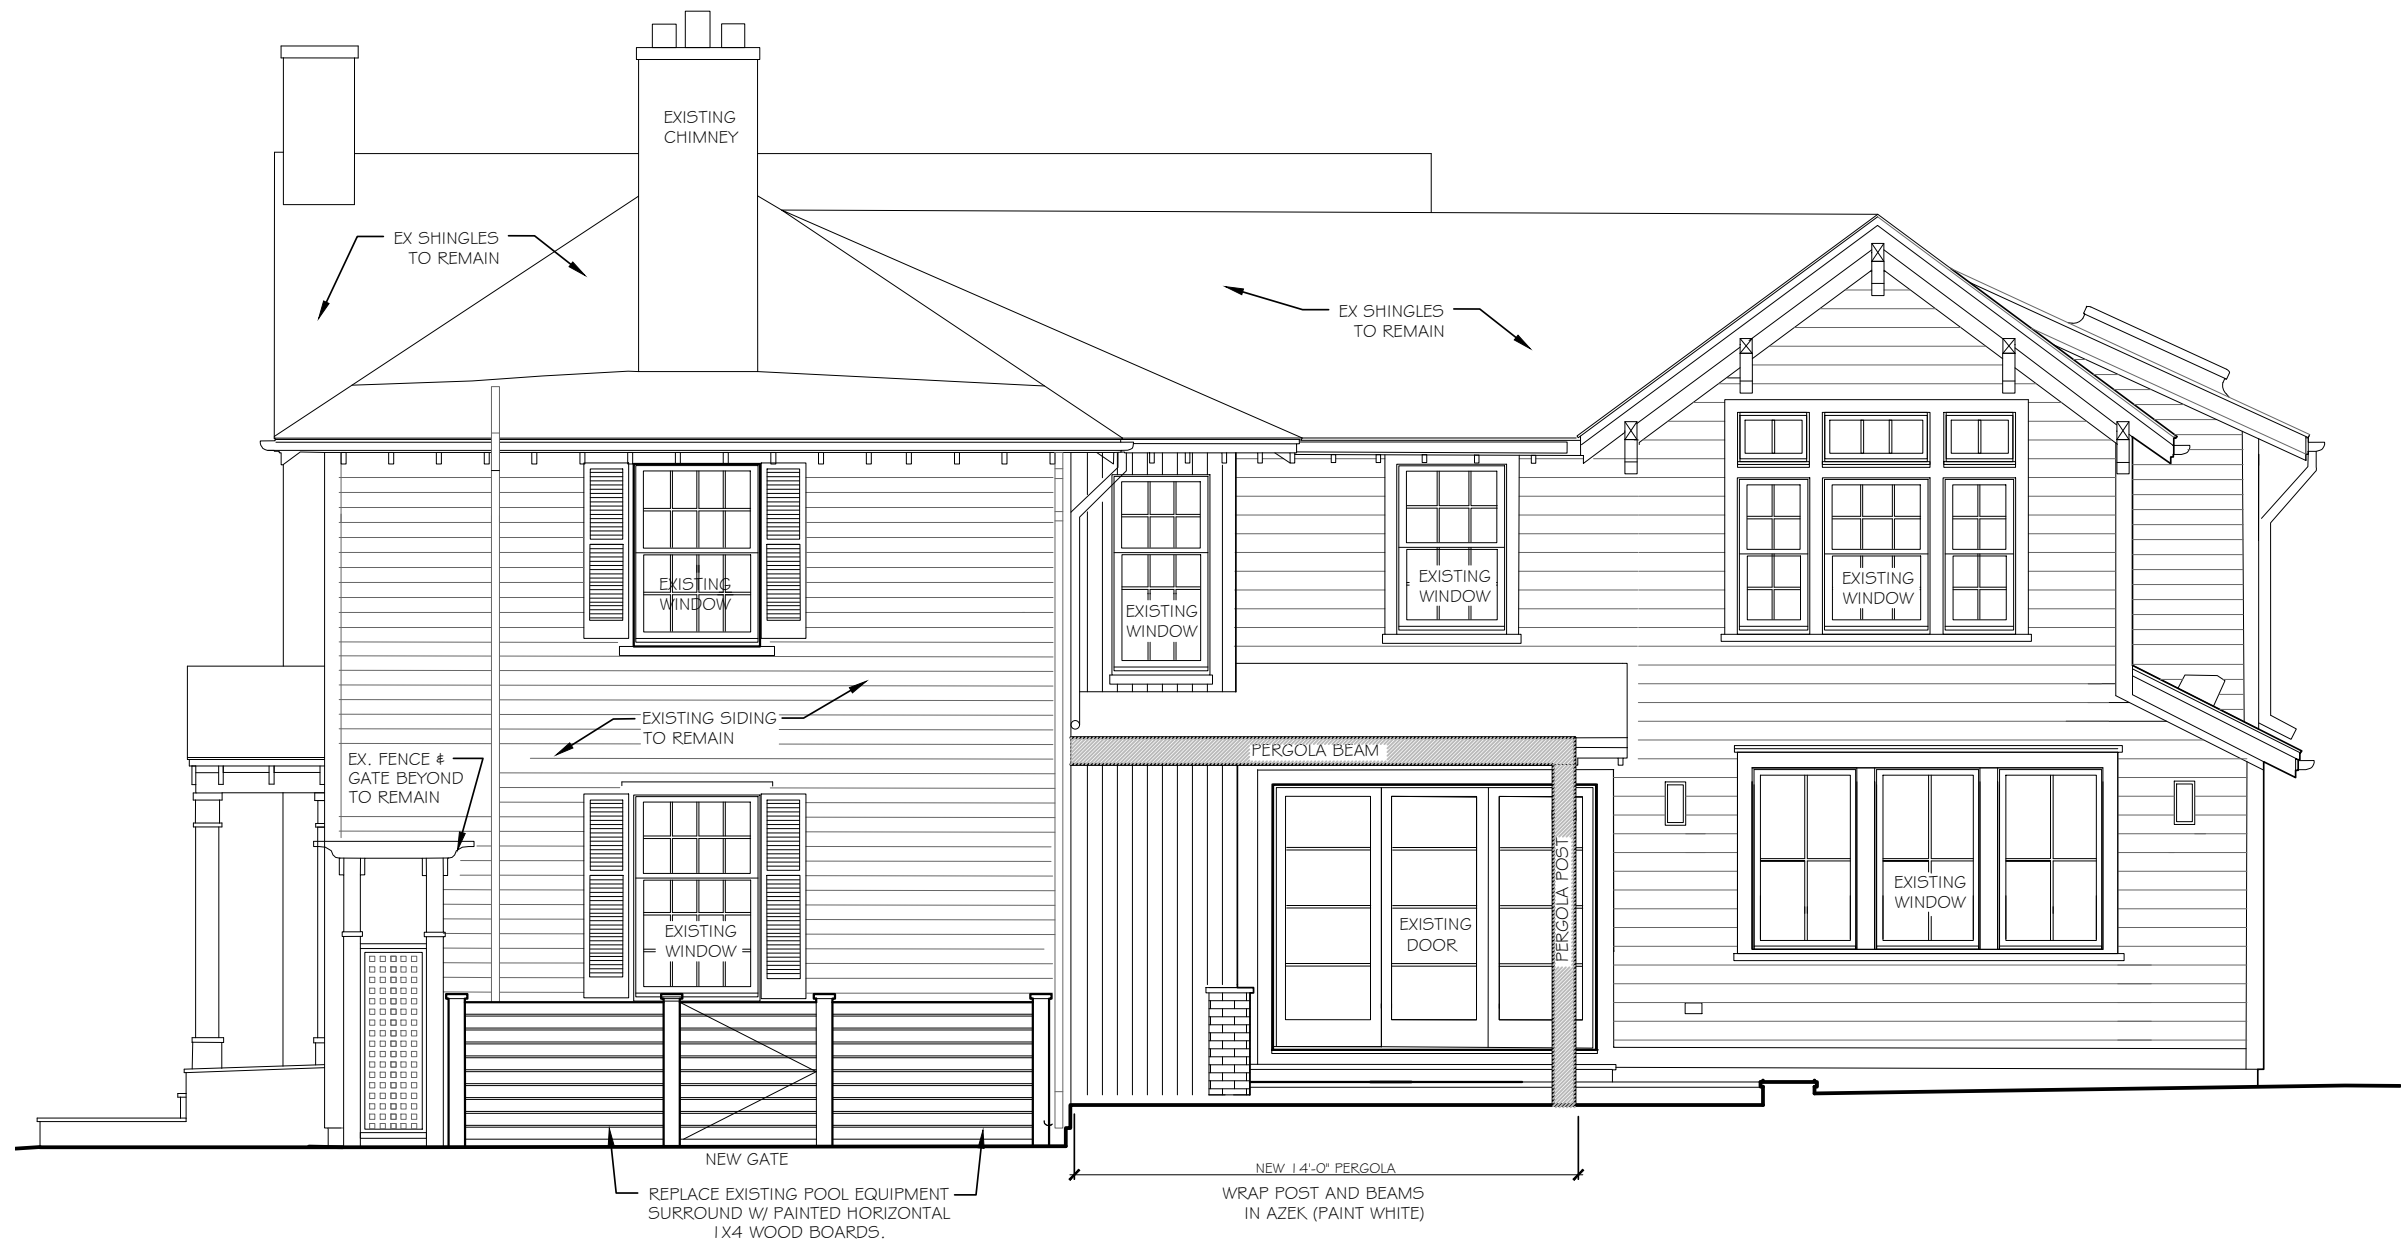 EXISTING
CHIMNEY
EX SHINGLES
TO REMAIN
EX SHINGLES
TO REMAIN
EXISTING
WINDOW
EXISTING
WINDOW
EXISTING
WINDOW
EXISTING
WINDOW
EXISTING SIDING
TO REMAIN
EX. FENCE &
GATE BEYOND
TO REMAIN
PERGOLA BEAM
PERGOLA POST
EXISTING
WINDOW
EXISTING
DOOR
EXISTING
WINDOW
NEW GATE
REPLACE EXISTING POOL EQUIPMENT
SURROUND W/ PAINTED HORIZONTAL
1X4 WOOD BOARDS.
NEW 14'-0" PERGOLA
WRAP POST AND BEAMS
IN AZEK (PAINT WHITE)